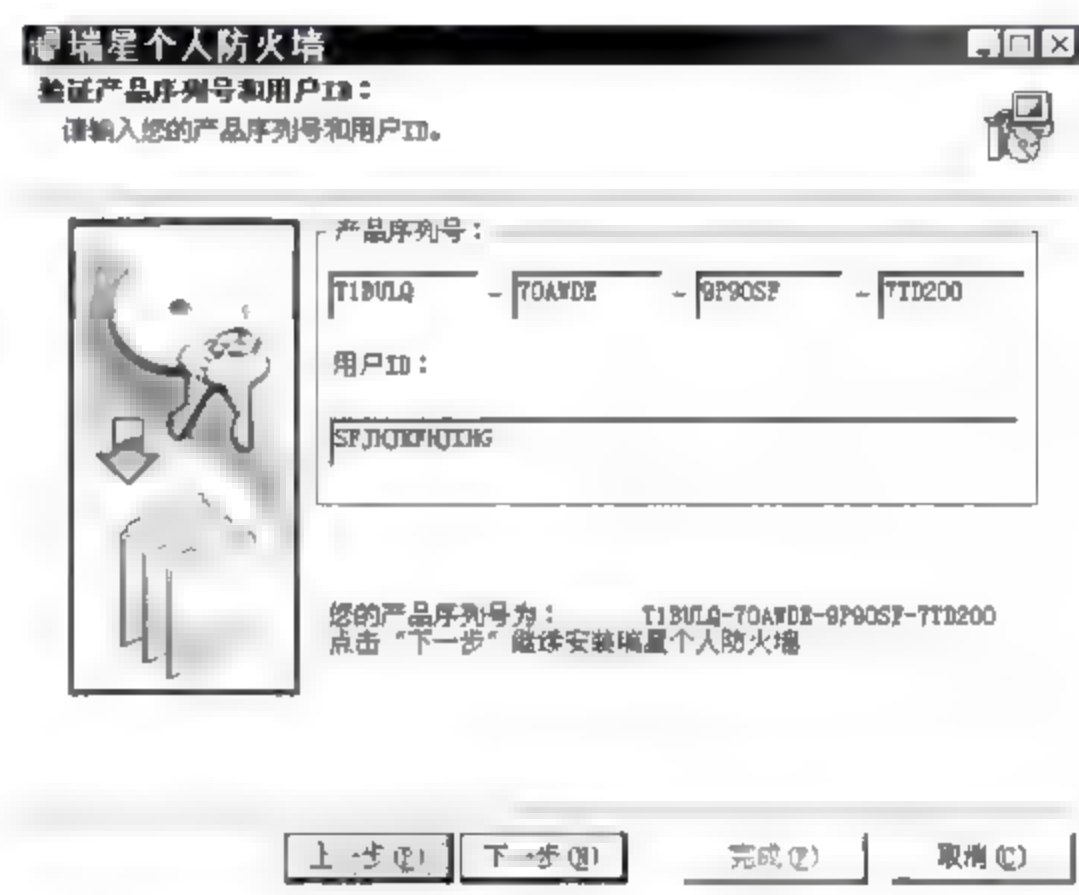 瑞星个人防火墙
验证产品序列号和用户ID：
请输入您的产品序列号和用户ID。
产品序列号：
T1BULQ - 70AWDE - 9P90SF - 7TD200
用户ID：
您的产品序列号为： T1BULQ-70AWDE-9P90SF-7TD200
点击“下一步”继续安装瑞星个人防火墙
上一步(P) 下一步(N) 完成(F) 取消(C)